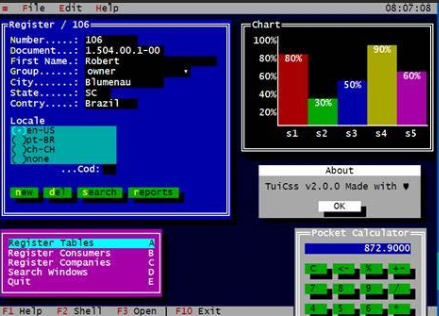 ≡ File Edit Help 08:07:08
Register / 106
Number.....: 106
Document...: 1.504.00.1-00
First Name.: Robert
Group......: owner
City.......: Blumenau
State......: SC
Contry.....: Brazil
Locale
(•)en-US
( )pt-BR
( )ch-CH
( )none
...Cod:
new del search reports
Chart
100%
80%
60%
40%
20%
80% 30% 50% 90% 60%
s1 s2 s3 s4 s5
About
TuiCss v2.0.0 Made with ♥
OK
Register Tables A
Register Consumers B
Register Companies C
Search Windows D
Quit E
Pocket Calculator
872.9000
C <- % +-
7 8 9 /
4 5 6 *
F1 Help F2 Shell F3 Open | F10 Exit